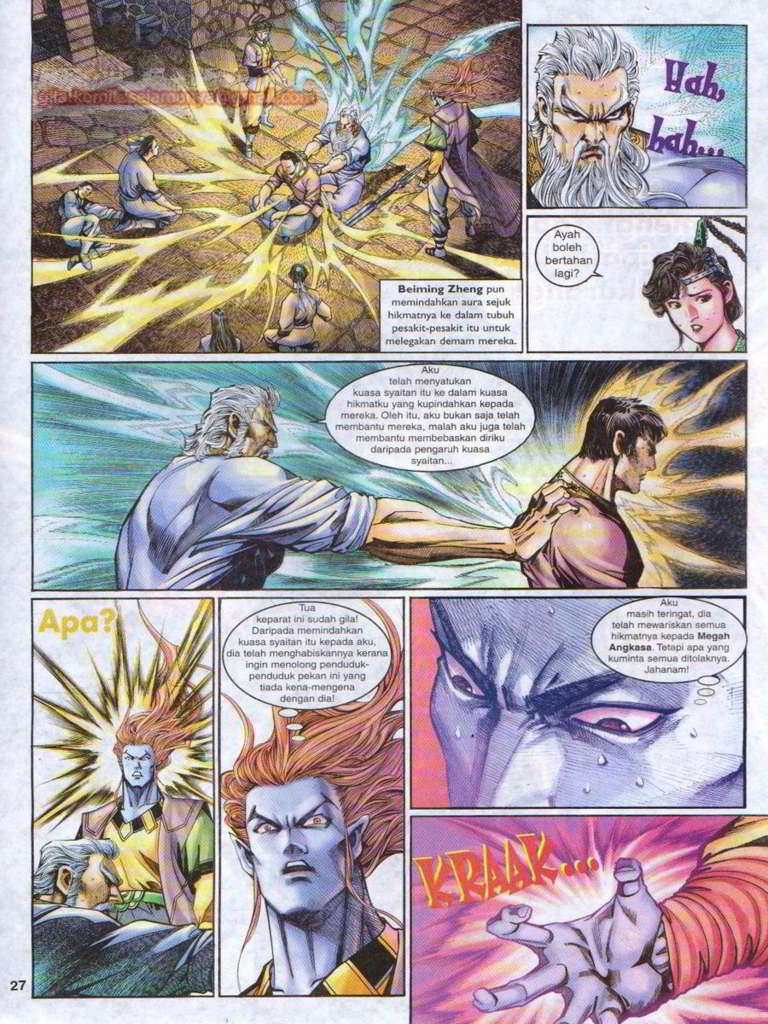 Beiming Zheng pun
memindahkan aura sejuk
hikmatnya ke dalam tubuh
pesakit-pesakit itu untuk
melegakan demam mereka.
Hah,
hah...
Ayah
boleh
bertahan
lagi?
Aku
telah menyatukan
kuasa syaitan itu ke dalam kuasa
hikmatku yang kupindahkan kepada
mereka. Oleh itu, aku bukan saja telah
membantu mereka, malah aku juga telah
membantu membebaskan diriku
daripada pengaruh kuasa
syaitan...
Apa?
Tua
keparat ini sudah gila!
Daripada memindahkan
kuasa syaitan itu kepada aku,
dia telah menghabiskannya kerana
ingin menolong penduduk-
penduduk pekan ini yang
tiada kena-mengena
dengan dia!
Aku
masih teringat, dia
telah mewariskan semua
hikmatnya kepada Megah
Angkasa. Tetapi apa yang
kuminta semua ditolaknya.
Jahanam!
KRAAK...
27